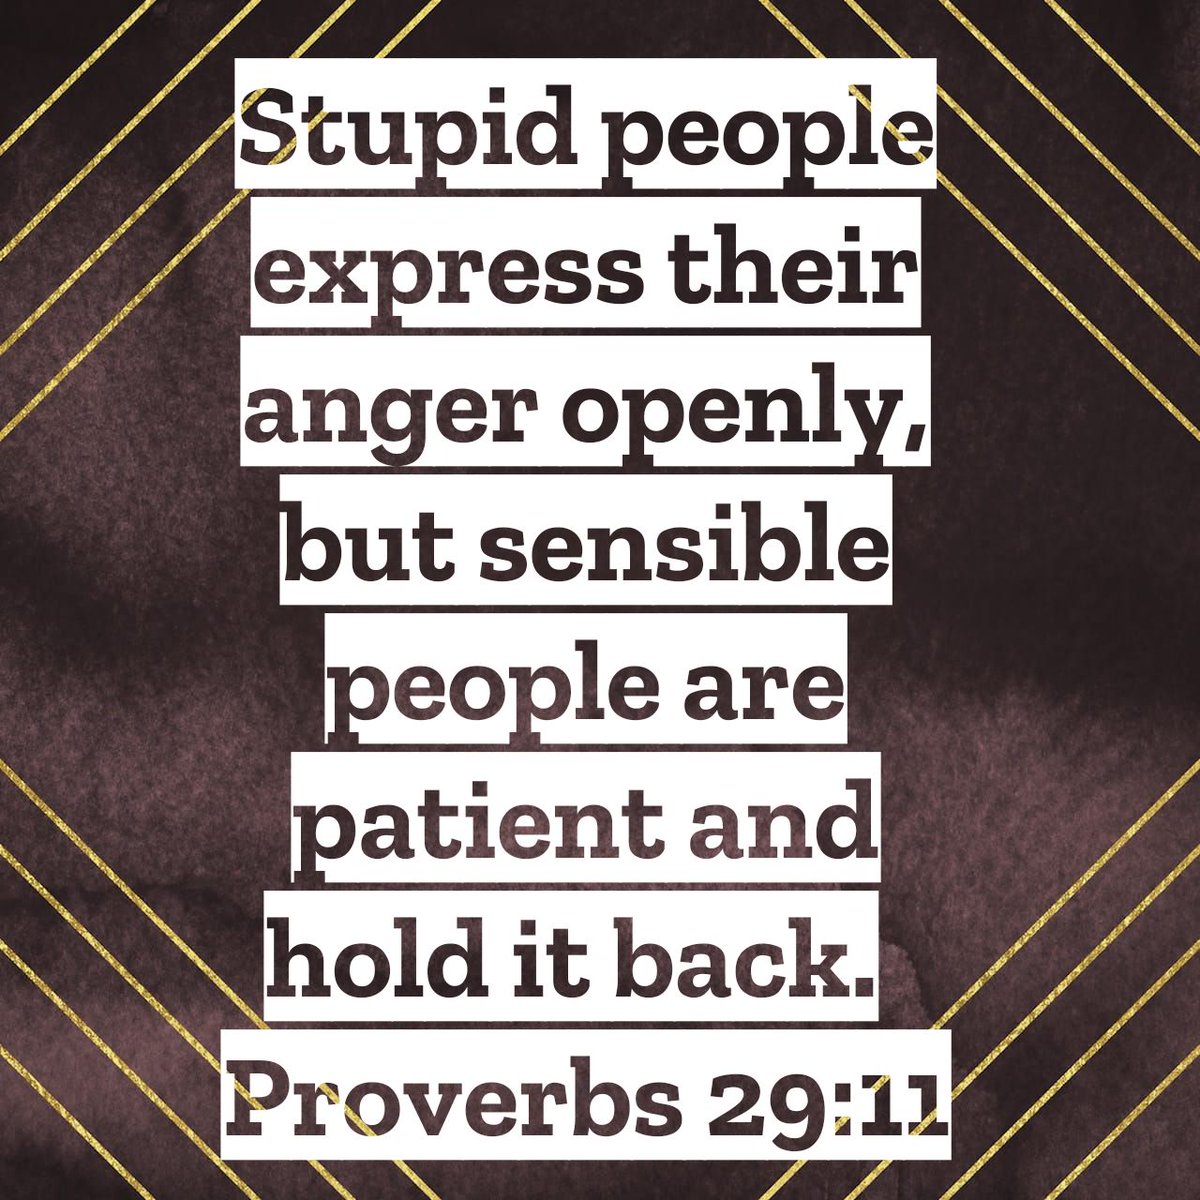 Stupid people
express their
anger openly,
but sensible
people are
patient and
hold it back.
Proverbs 29:11